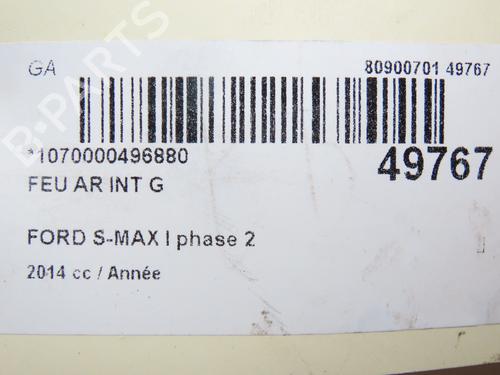 GA
80900701 49767
*1070000496880
49767
FEU AR INT G
FORD S-MAX I phase 2
2014 cc / Année
B-PARTS